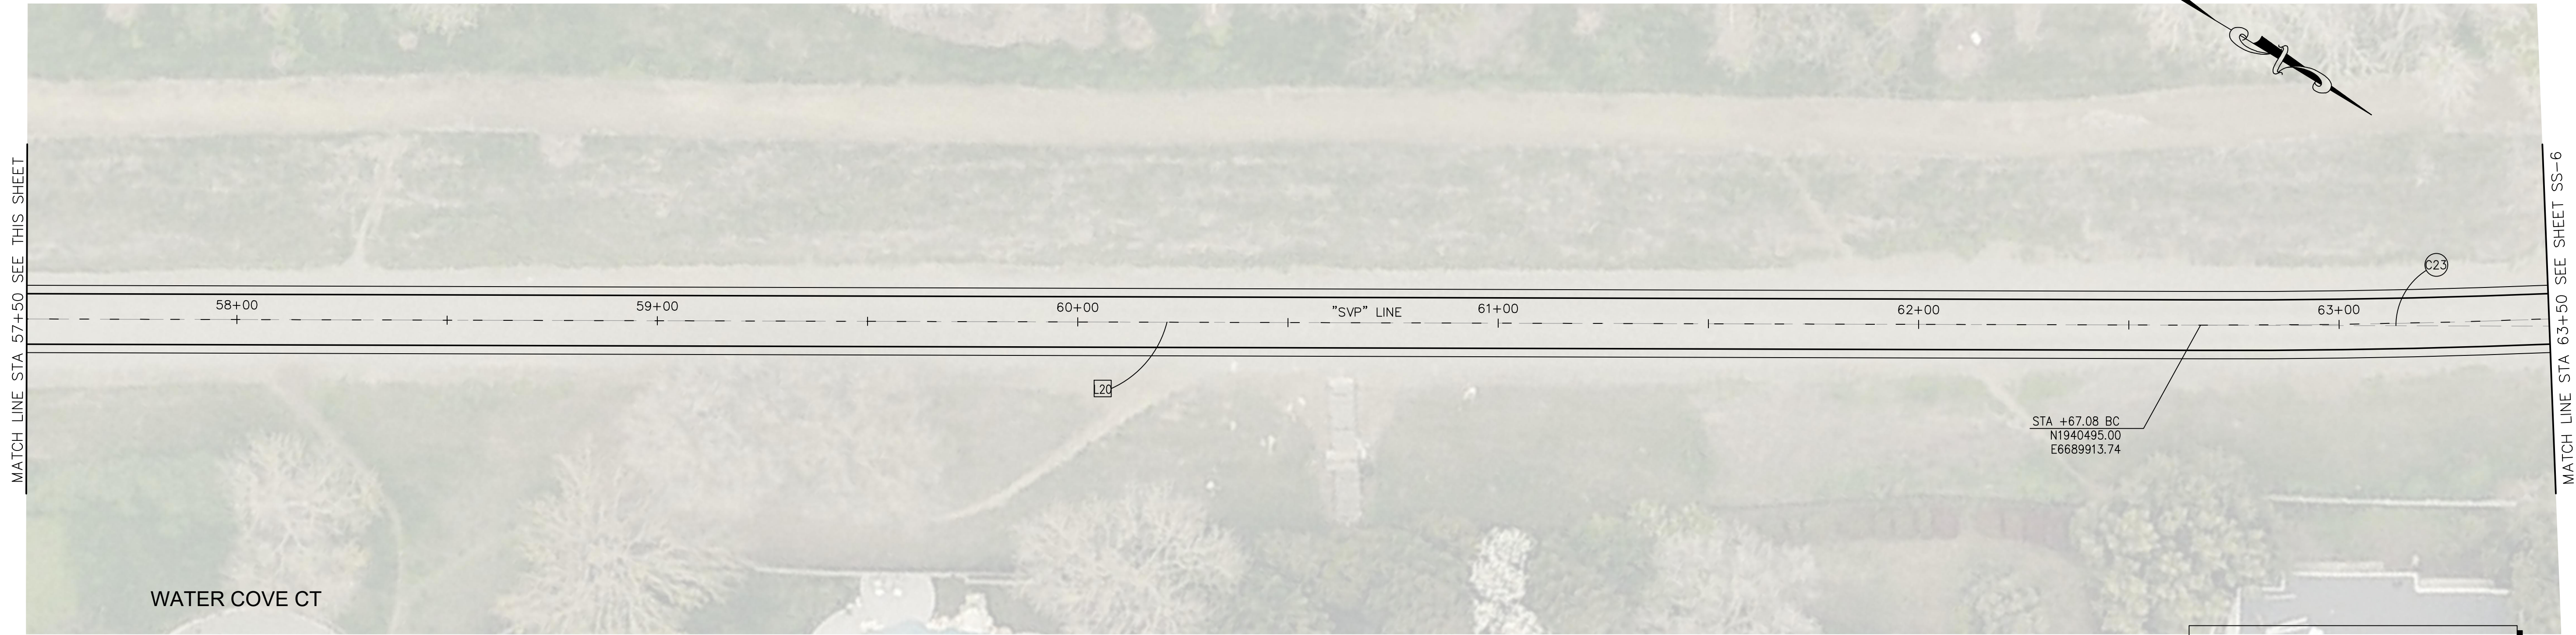 MATCH LINE STA 57+50 SEE THIS SHEET
58+00
59+00
60+00
"SVP" LINE
61+00
62+00
63+00
C23
L20
STA +67.08 BC
N1940495.00
E6689913.74
WATER COVE CT
MATCH LINE STA 63+50 SEE SHEET SS-6